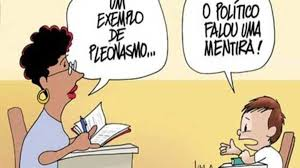 UM
EXEMPLO
DE
PLEONASMO...
O POLÍTICO
FALOU UMA
MENTIRA!